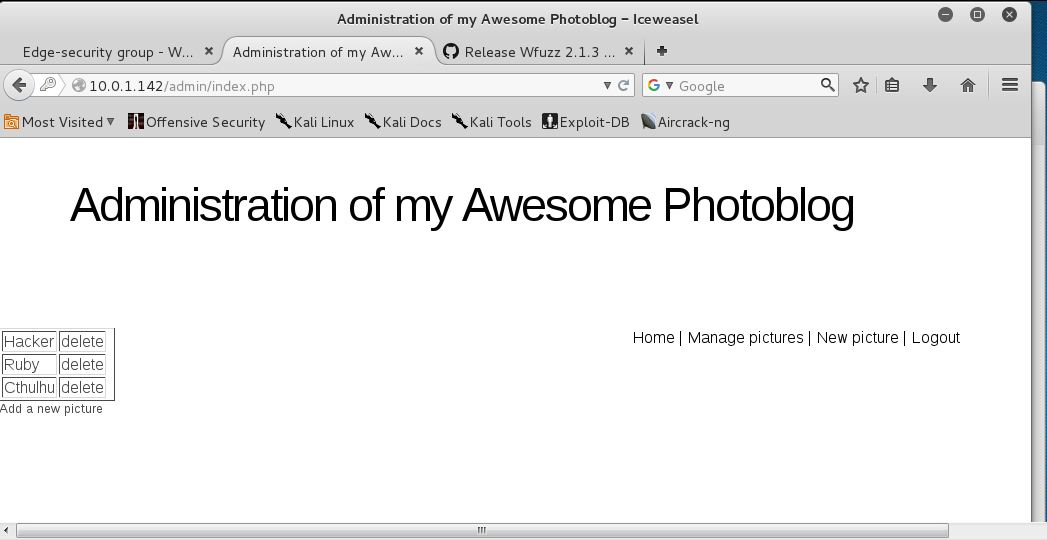 Administration of my Awesome Photoblog – Iceweasel
Edge-security group - W... Administration of my Aw... Release Wfuzz 2.1.3 ...
10.0.1.142/admin/index.php Google
Most Visited Offensive Security Kali Linux Kali Docs Kali Tools Exploit-DB Aircrack-ng
Administration of my Awesome Photoblog
Home | Manage pictures | New picture | Logout
Hacker delete
Ruby delete
Cthulhu delete
Add a new picture